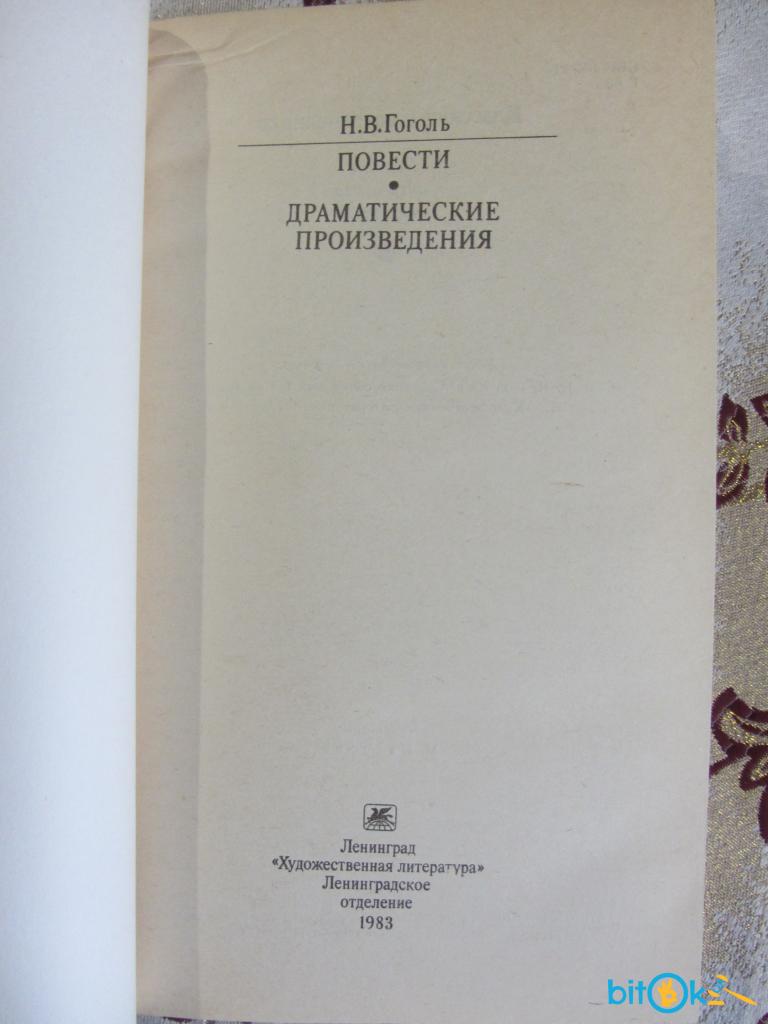 Н.В.Гоголь
ПОВЕСТИ
•
ДРАМАТИЧЕСКИЕ
ПРОИЗВЕДЕНИЯ
Ленинград
«Художественная литература»
Ленинградское
отделение
1983
bitOk